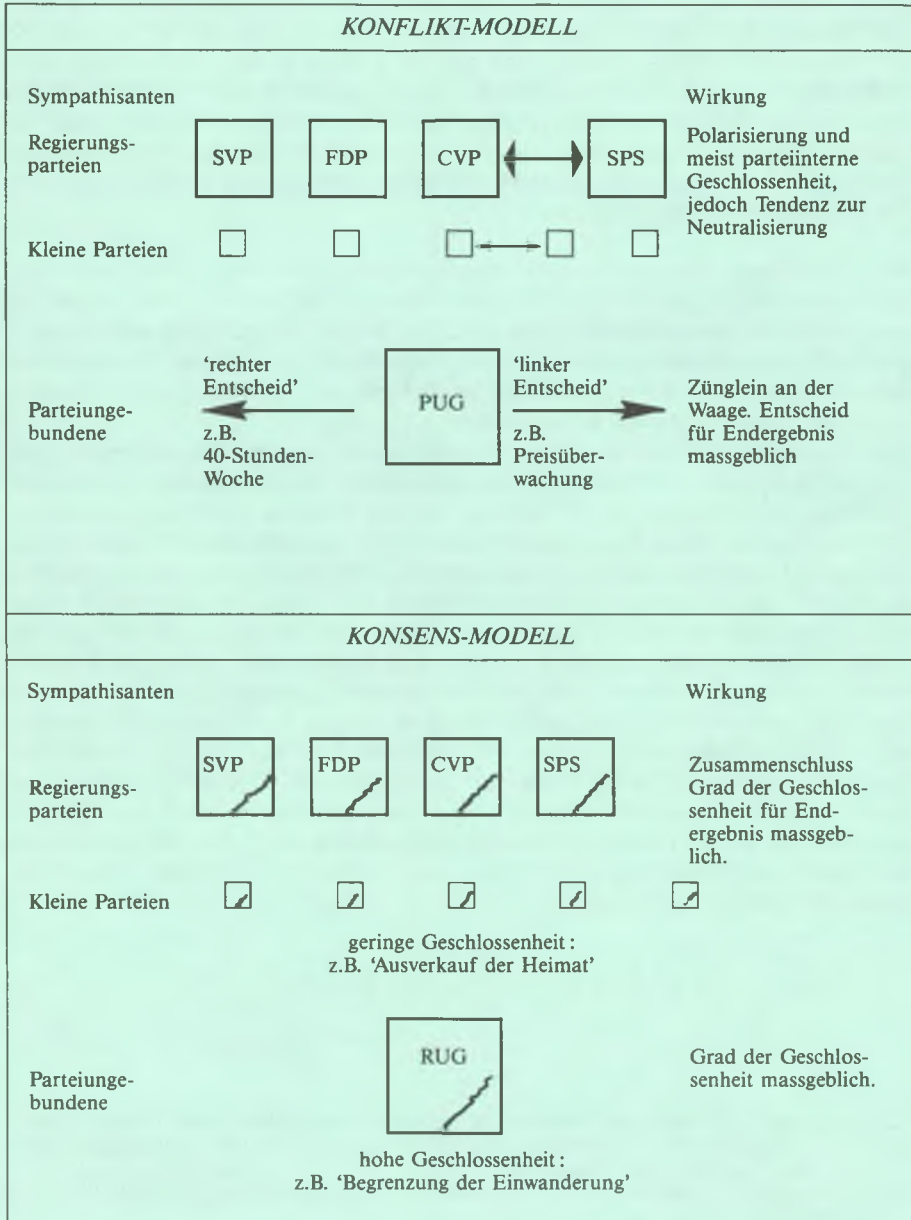 KONFLIKT-MODELL
Sympathisanten
Wirkung
Regierungs-
parteien
SVP
FDP
CVP
SPS
Polarisierung und
meist parteiinterne
Geschlossenheit,
jedoch Tendenz zur
Neutralisierung
Kleine Parteien
Parteiunge-
bundene
‘rechter
Entscheid’
z.B.
40-Stunden-
Woche
PUG
‘linker
Entscheid’
z.B.
Preisüber-
wachung
Zünglein an der
Waage. Entscheid
für Endergebnis
massgeblich
KONSENS-MODELL
Sympathisanten
Wirkung
Regierungs-
parteien
SVP
FDP
CVP
SPS
Zusammenschluss
Grad der Geschlos-
senheit für End-
ergebnis massgeb-
lich.
Kleine Parteien
geringe Geschlossenheit :
z.B. ‘Ausverkauf der Heimat’
Parteiunge-
bundene
RUG
Grad der Geschlos-
senheit massgeblich.
hohe Geschlossenheit :
z.B. ‘Begrenzung der Einwanderung’